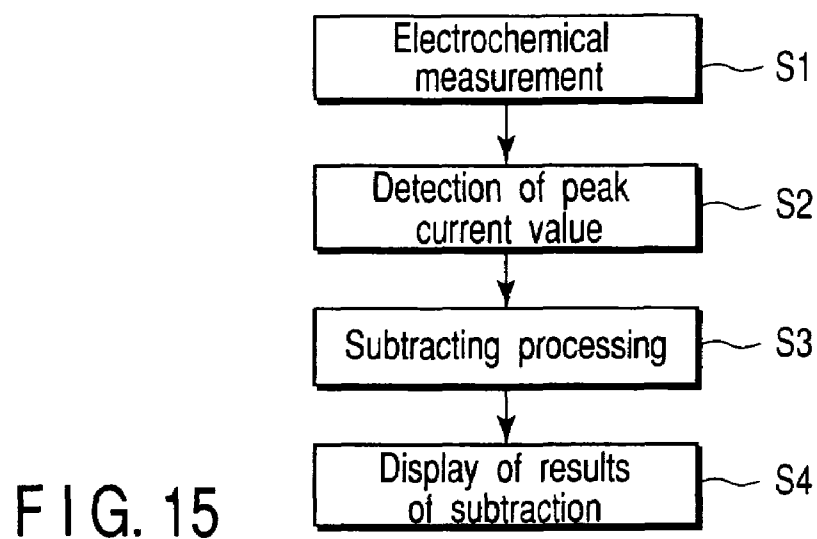 Electrochemical
measurement
S1
Detection of peak
current value
S2
Subtracting processing
S3
Display of results
of subtraction
S4
FIG. 15